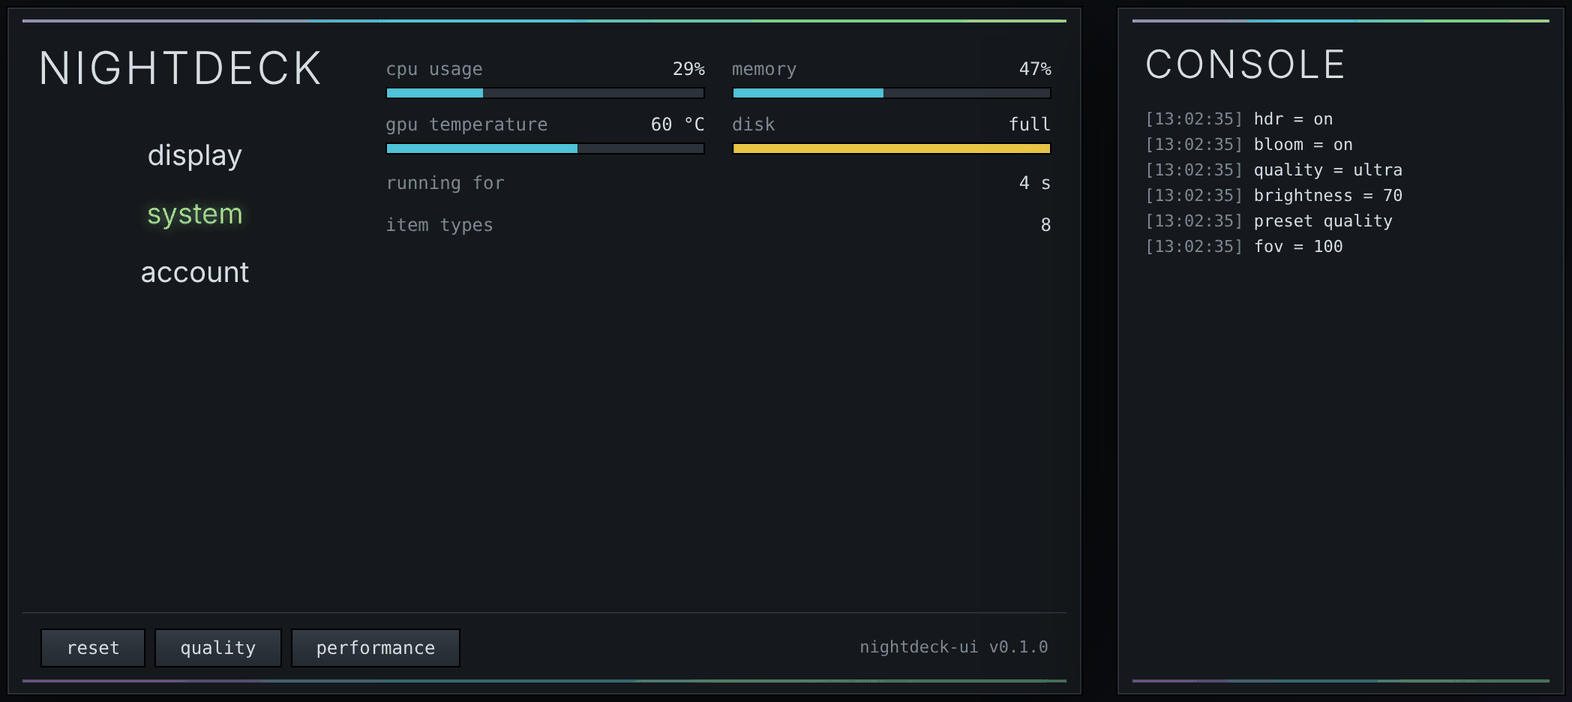 NIGHTDECK
display
system
account
cpu usage 29%
memory 47%
gpu temperature 60 °C
disk full
running for 4 s
item types 8
reset
quality
performance
nightdeck-ui v0.1.0
CONSOLE
[13:02:35] hdr = on
[13:02:35] bloom = on
[13:02:35] quality = ultra
[13:02:35] brightness = 70
[13:02:35] preset quality
[13:02:35] fov = 100